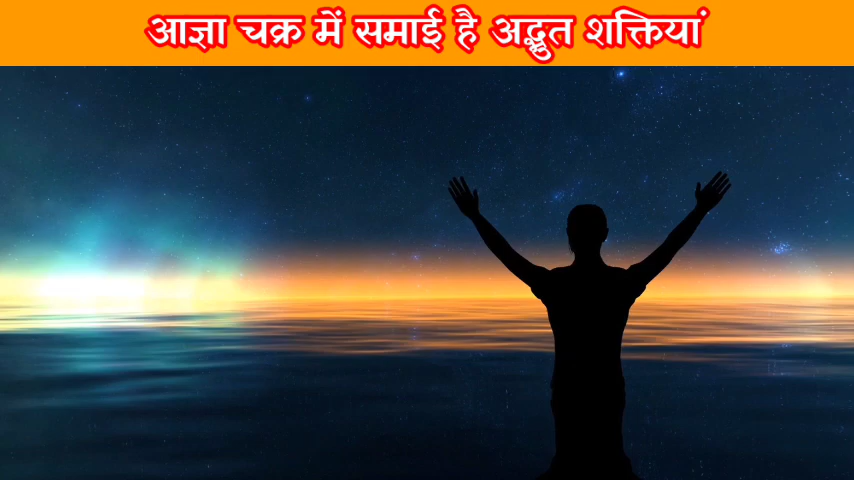 आज्ञा चक्र में समाई है अद्भुत शक्तियां